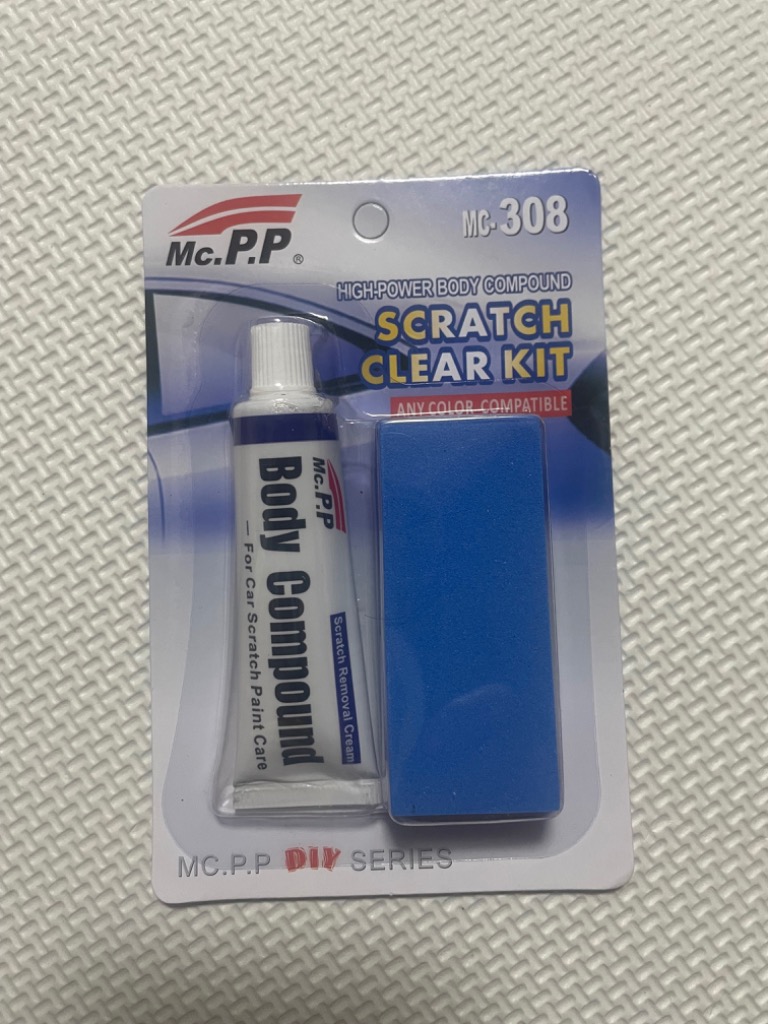 Mc.P.P®
MC-308
HIGH-POWER BODY COMPOUND
SCRATCH
CLEAR KIT
ANY COLOR COMPATIBLE
Mc.P.P
Body Compound
— For Car Scratch Paint Care
Scratch Removal Cream
MC.P.P DIY SERIES